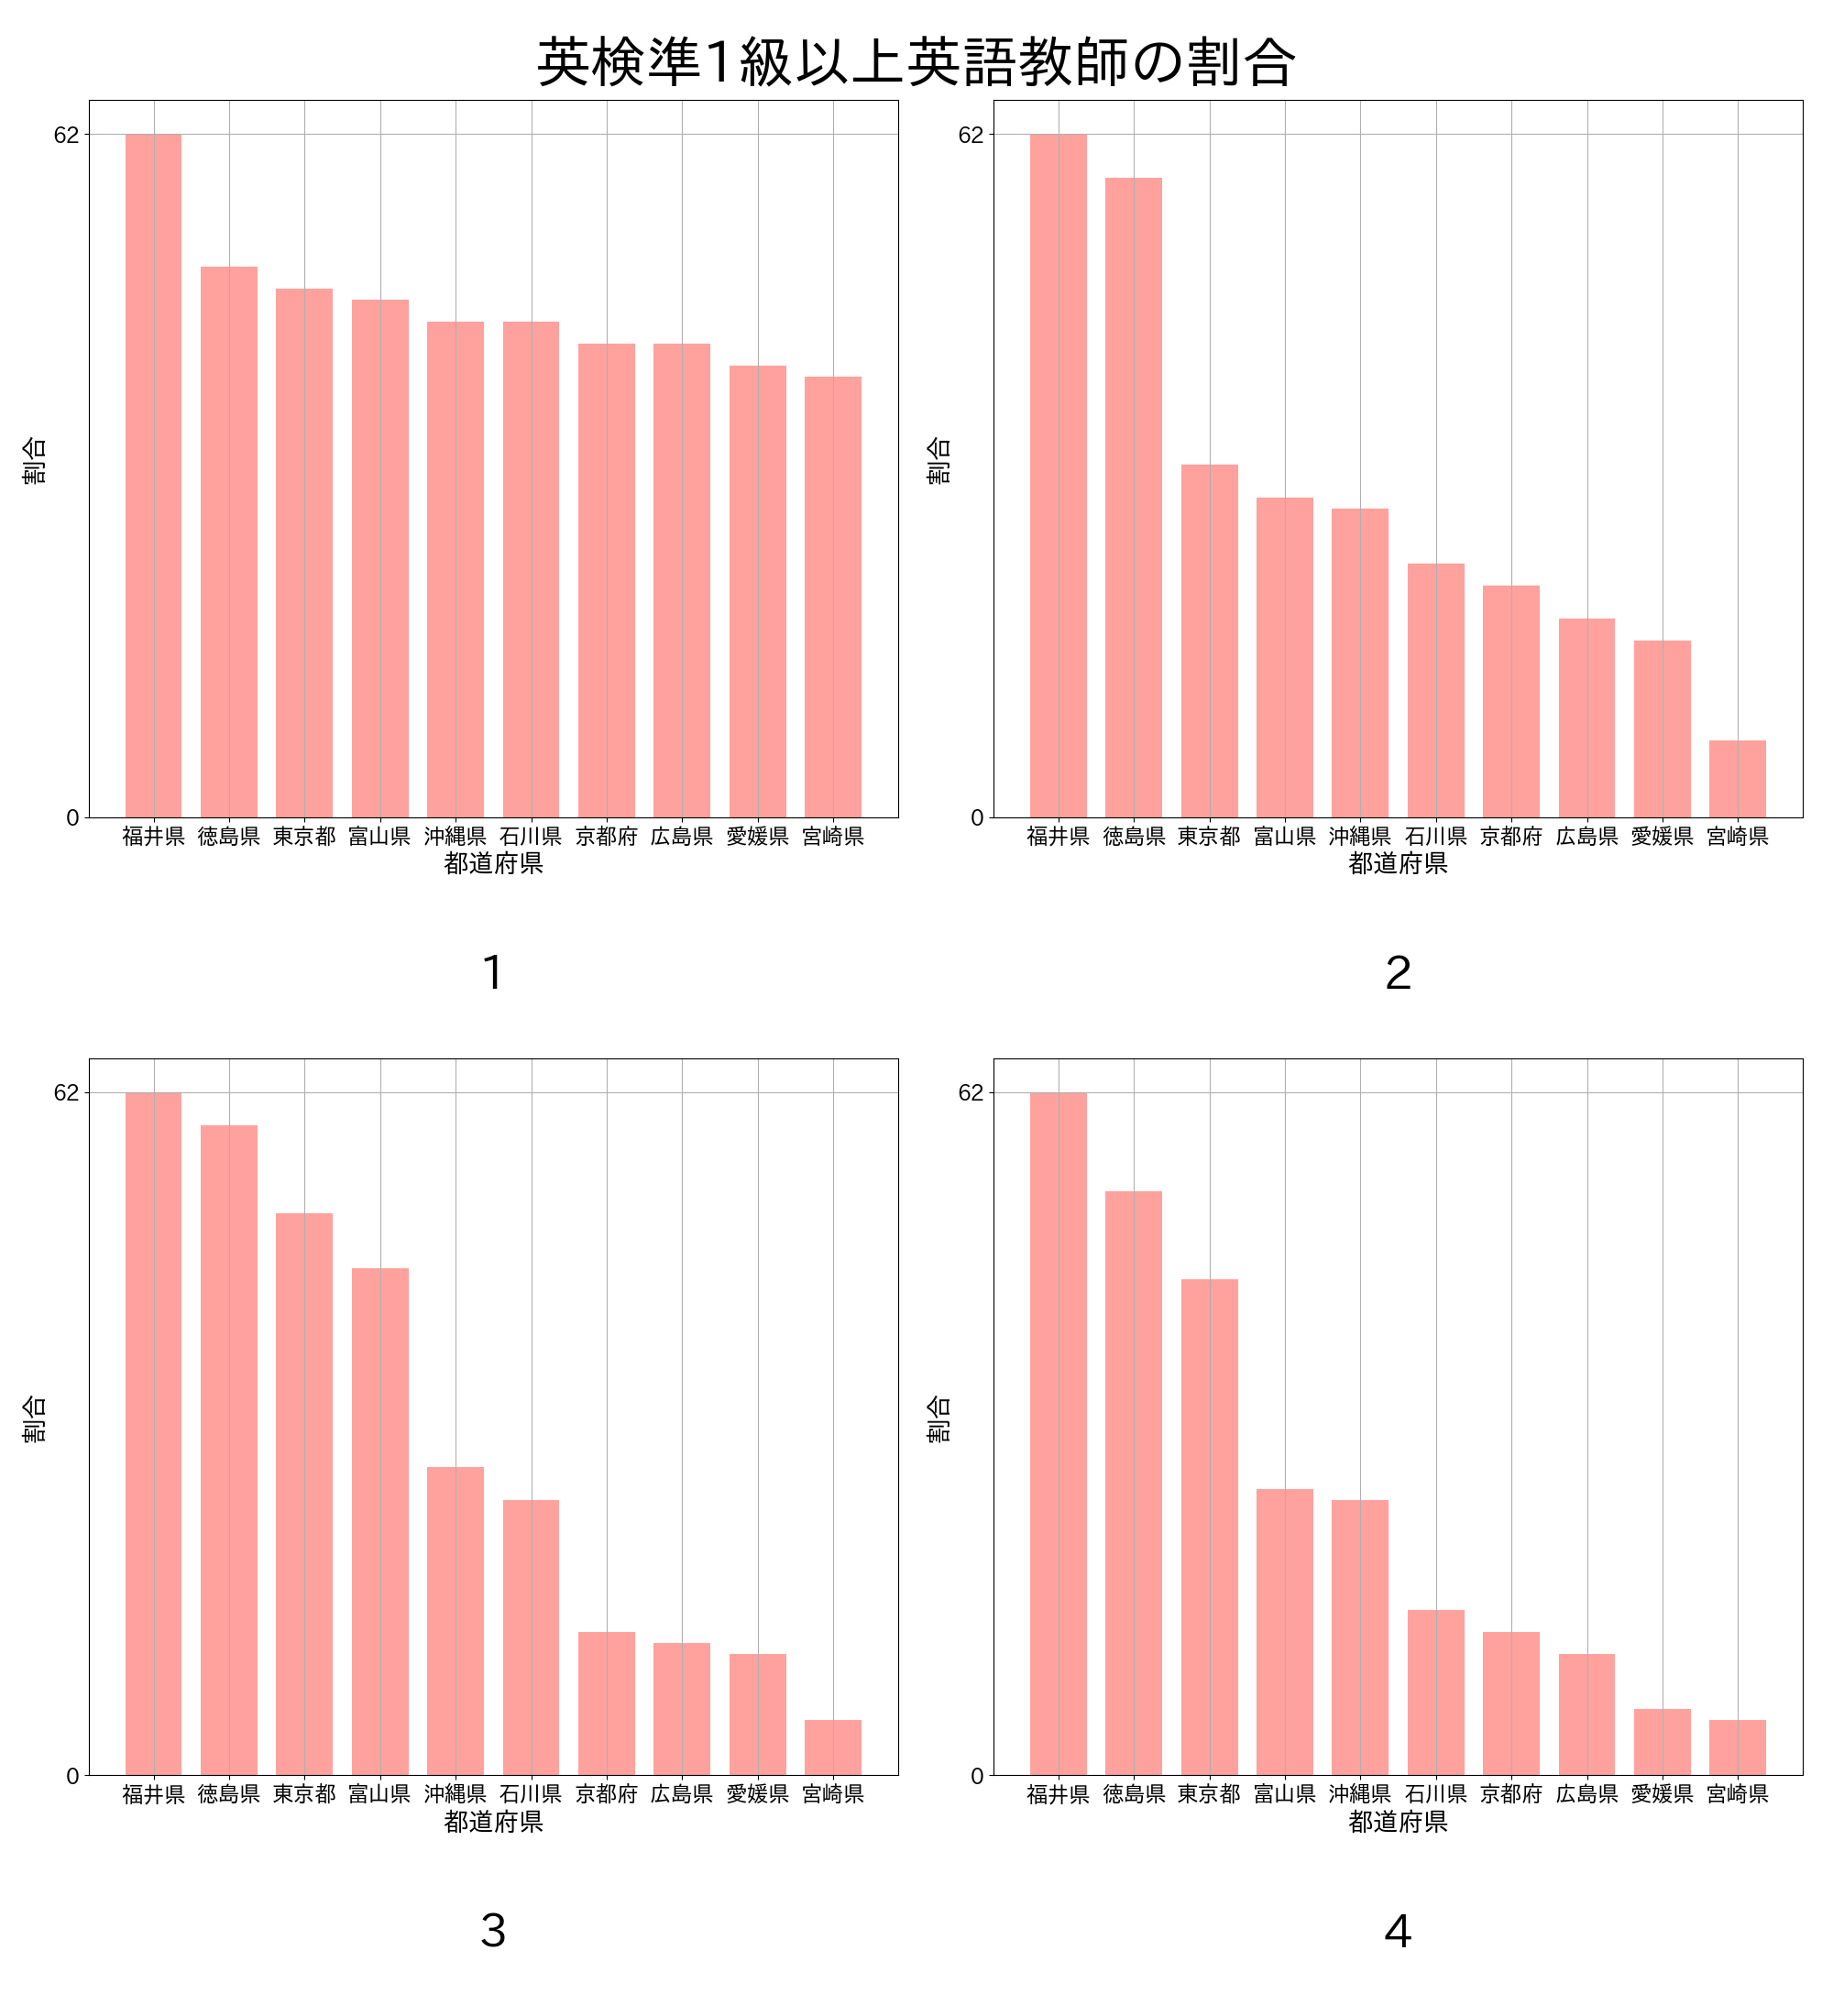 英検準1級以上英語教師の割合
62
割合
0
福井県 徳島県 東京都 富山県 沖縄県 石川県 京都府 広島県 愛媛県 宮崎県
都道府県
1
62
割合
0
福井県 徳島県 東京都 富山県 沖縄県 石川県 京都府 広島県 愛媛県 宮崎県
都道府県
2
62
割合
0
福井県 徳島県 東京都 富山県 沖縄県 石川県 京都府 広島県 愛媛県 宮崎県
都道府県
3
62
割合
0
福井県 徳島県 東京都 富山県 沖縄県 石川県 京都府 広島県 愛媛県 宮崎県
都道府県
4